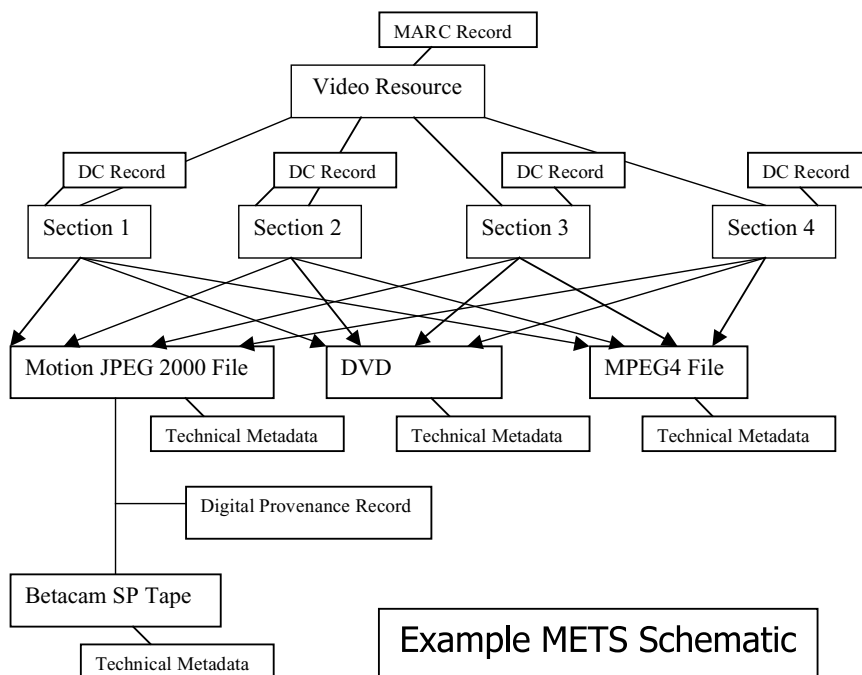 MARC Record
Video Resource
DC Record
DC Record
DC Record
DC Record
Section 1
Section 2
Section 3
Section 4
Motion JPEG 2000 File
DVD
MPEG4 File
Technical Metadata
Technical Metadata
Technical Metadata
Digital Provenance Record
Betacam SP Tape
Example METS Schematic
Technical Metadata